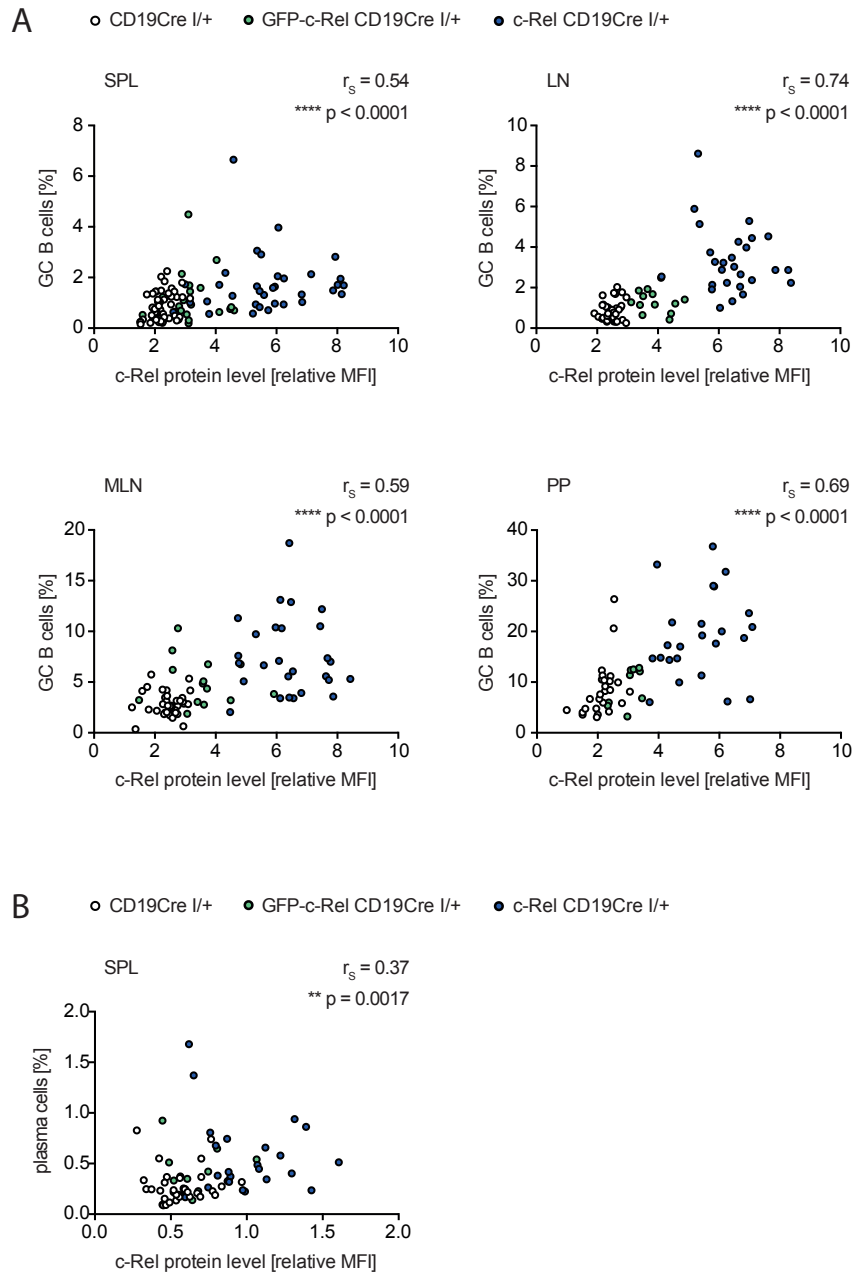 A
CD19Cre I/+ GFP-c-Rel CD19Cre I/+ c-Rel CD19Cre I/+
SPL rS = 0.54
**** p < 0.0001
8
6
4
2
0
0 2 4 6 8 10
GC B cells [%]
c-Rel protein level [relative MFI]
LN rS = 0.74
**** p < 0.0001
10
8
6
4
2
0
0 2 4 6 8 10
GC B cells [%]
c-Rel protein level [relative MFI]
MLN rS = 0.59
**** p < 0.0001
20
15
10
5
0
0 2 4 6 8 10
GC B cells [%]
c-Rel protein level [relative MFI]
PP rS = 0.69
**** p < 0.0001
40
30
20
10
0
0 2 4 6 8 10
GC B cells [%]
c-Rel protein level [relative MFI]
B
CD19Cre I/+ GFP-c-Rel CD19Cre I/+ c-Rel CD19Cre I/+
SPL rS = 0.37
** p = 0.0017
2.0
1.5
1.0
0.5
0.0
0.0 0.5 1.0 1.5 2.0
plasma cells [%]
c-Rel protein level [relative MFI]